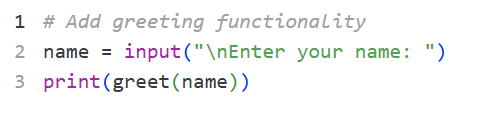 1 # Add greeting functionality
2 name = input("\nEnter your name: ")
3 print(greet(name))